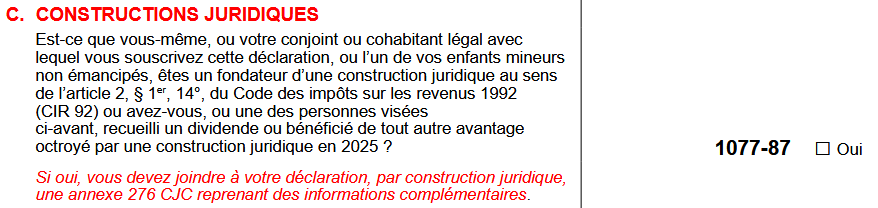 C. CONSTRUCTIONS JURIDIQUES
Est-ce que vous-même, ou votre conjoint ou cohabitant légal avec
lequel vous souscrivez cette déclaration, ou l’un de vos enfants mineurs
non émancipés, êtes un fondateur d’une construction juridique au sens
de l’article 2, § 1er, 14°, du Code des impôts sur les revenus 1992
(CIR 92) ou avez-vous, ou une des personnes visées
ci-avant, recueilli un dividende ou bénéficié de tout autre avantage
octroyé par une construction juridique en 2025 ?
1077-87 ☐ Oui
Si oui, vous devez joindre à votre déclaration, par construction juridique,
une annexe 276 CJC reprenant des informations complémentaires.